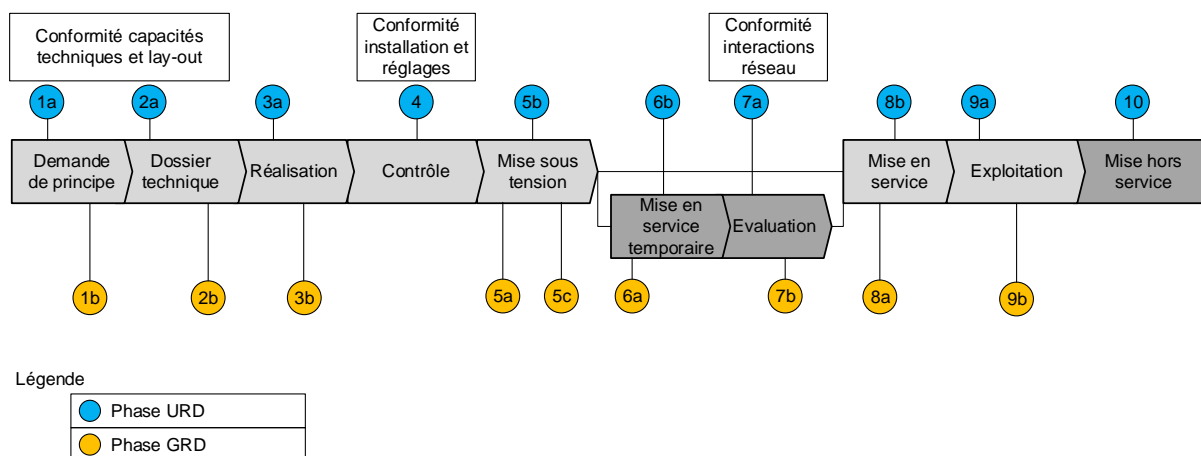 Conformité capacités
techniques et lay-out
Conformité
installation et
réglages
Conformité
interactions
réseau
1a
2a
3a
4
5b
6b
7a
8b
9a
10
Demande
de principe
Dossier
technique
Réalisation
Contrôle
Mise sous
tension
Mise en
service
temporaire
Evaluation
Mise en
service
Exploitation
Mise hors
service
1b
2b
3b
5a
5c
6a
7b
8a
9b
Légende
Phase URD
Phase GRD